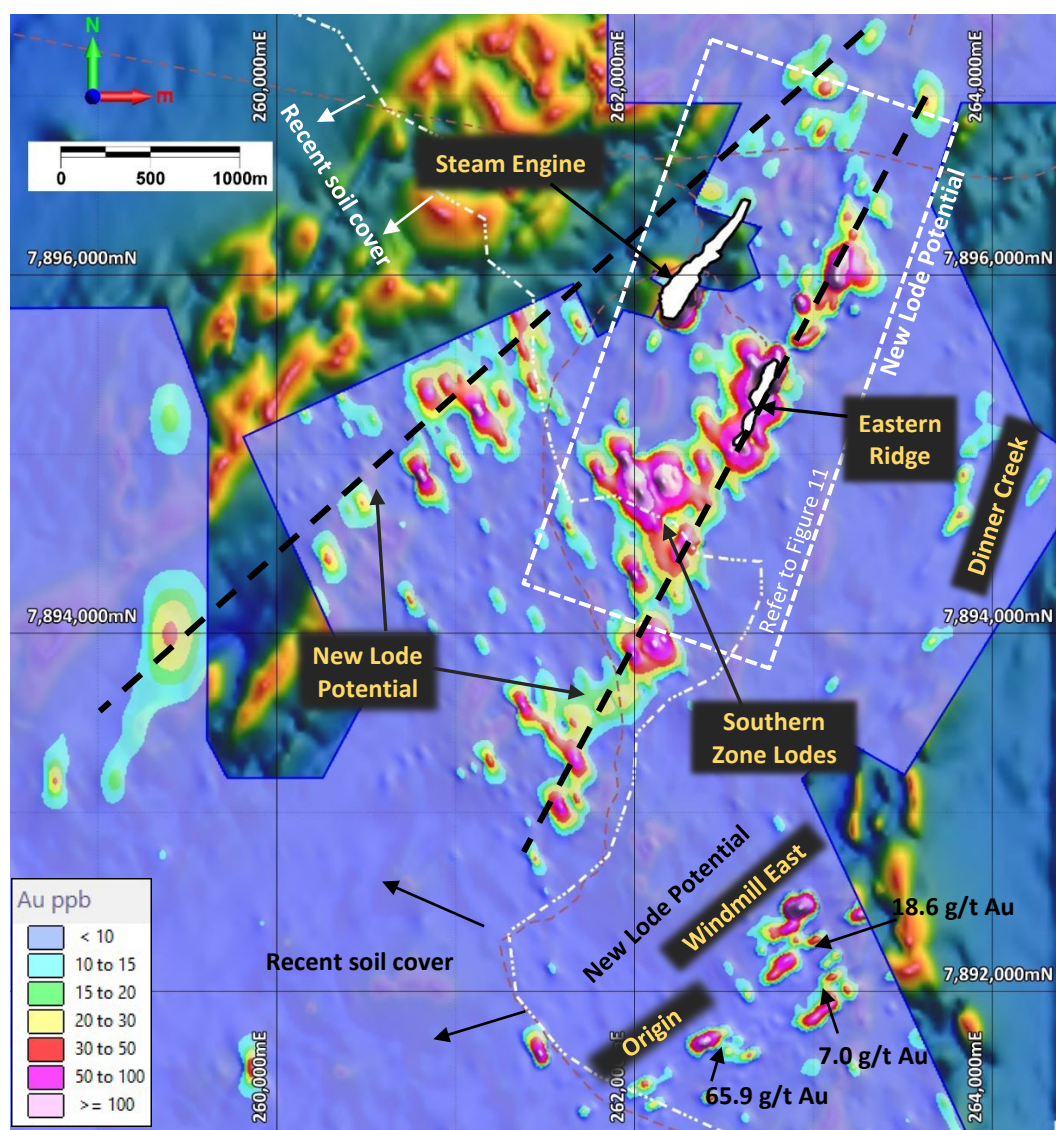 N
E
260,000mE
262,000mE
264,000mE
0 500 1000m
Recent soil cover
Steam Engine
New Lode Potential
7,896,000mN
7,896,000mN
Eastern
Ridge
Dinner Creek
Refer to Figure 11
7,894,000mN
7,894,000mN
New Lode
Potential
Southern
Zone Lodes
New Lode Potential
Windmill East
18.6 g/t Au
Recent soil cover
7,892,000mN
Origin
7.0 g/t Au
65.9 g/t Au
260,000mE
262,0
264,000mE
Au ppb
< 10
10 to 15
15 to 20
20 to 30
30 to 50
50 to 100
>= 100